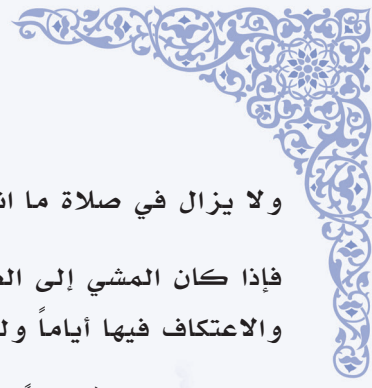 ولا يزال في صلاة ما
فإذا كان المشي إلى
والاعتكاف فيها أياماً